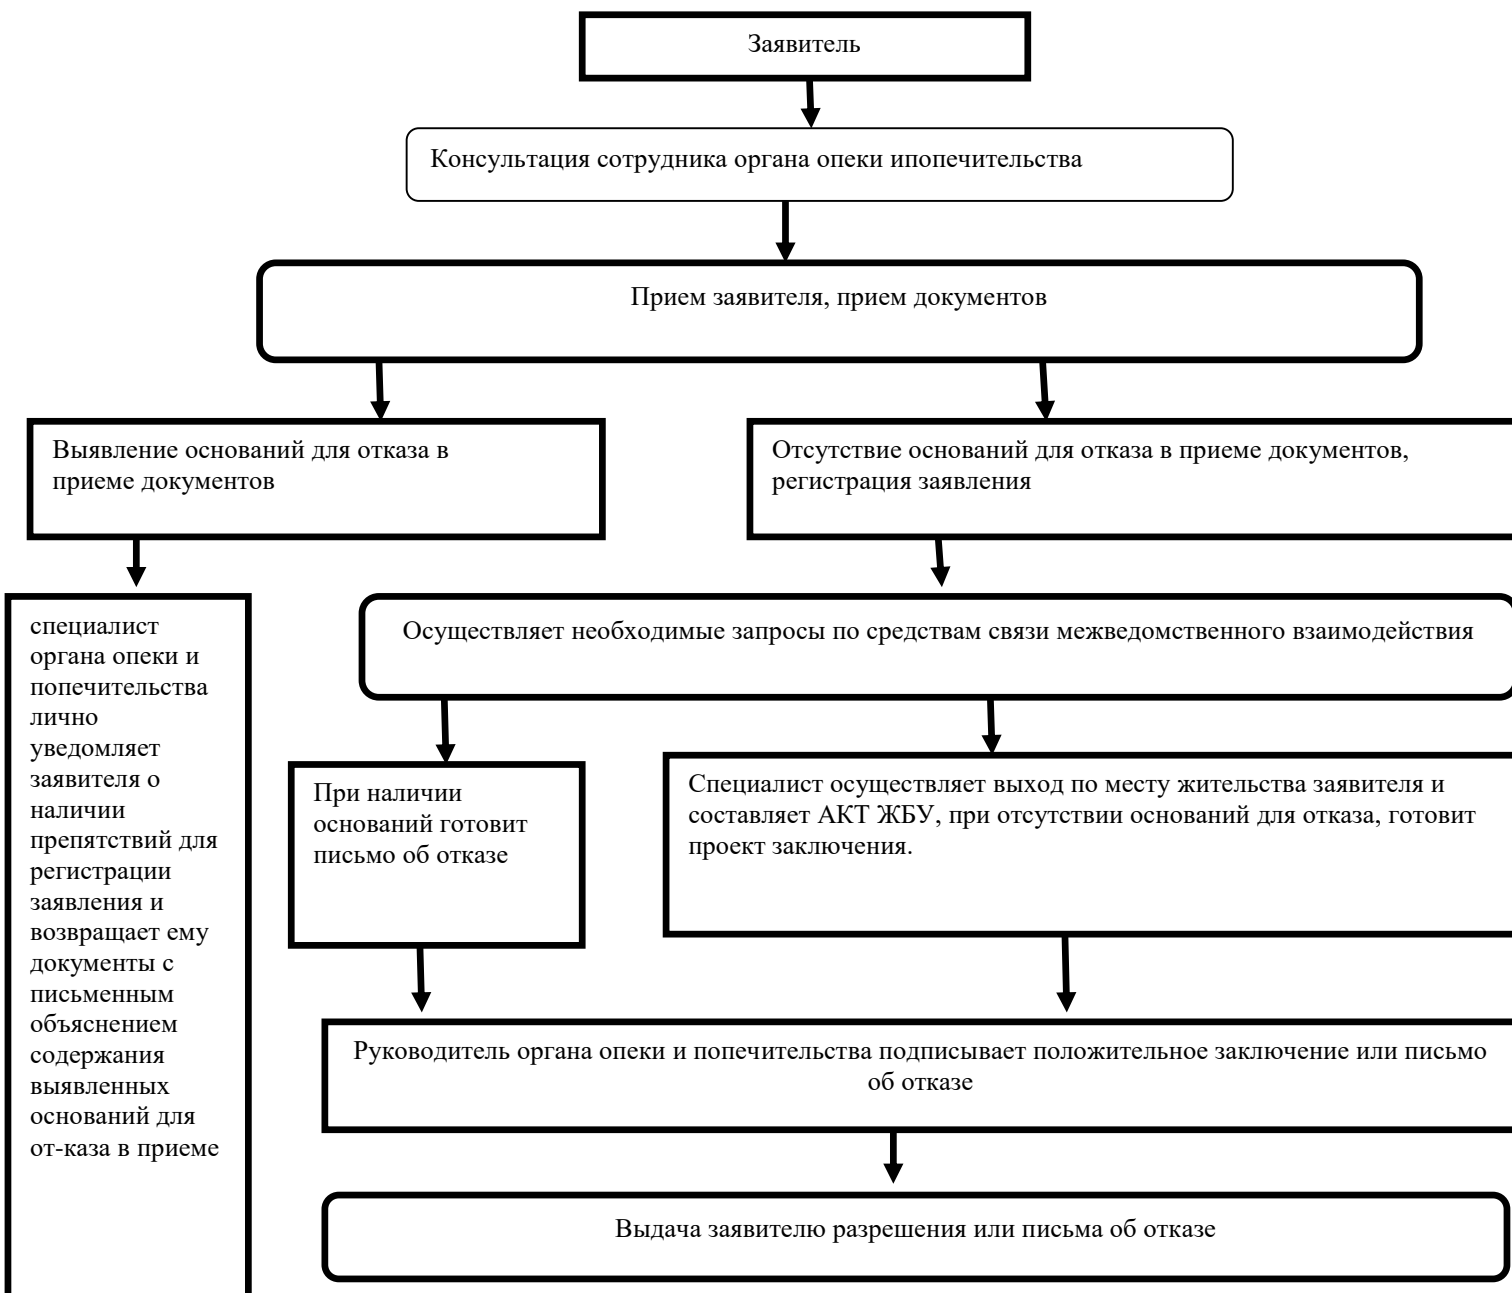 Заявитель
Консультация сотрудника органа опеки ипопечительства
Прием заявителя, прием документов
Выявление оснований для отказа в
приеме документов
Отсутствие оснований для отказа в приеме документов,
регистрация заявления
специалист
органа опеки и
попечительства
лично
уведомляет
заявителя о
наличии
препятствий для
регистрации
заявления и
возвращает ему
документы с
письменным
объяснением
содержания
выявленных
оснований для
от-каза в приеме
Осуществляет необходимые запросы по средствам связи межведомственного взаимодействия
При наличии
оснований готовит
письмо об отказе
Специалист осуществляет выход по месту жительства заявителя и
составляет АКТ ЖБУ, при отсутствии оснований для отказа, готовит
проект заключения.
Руководитель органа опеки и попечительства подписывает положительное заключение или письмо
об отказе
Выдача заявителю разрешения или письма об отказе